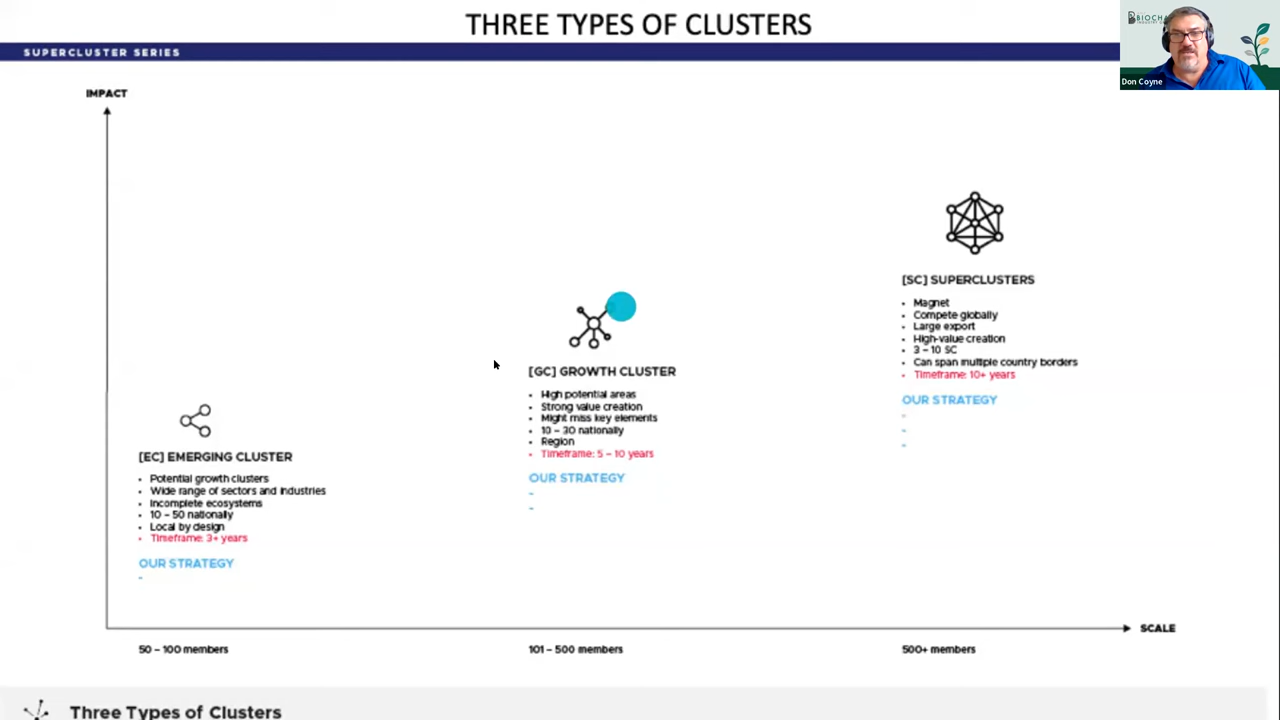 THREE TYPES OF CLUSTERS
SUPERCLUSTER SERIES
Don Coyne
IMPACT
[SC] SUPERCLUSTERS
• Magnet
• Compete globally
• Large export
• High-value creation
• 3 – 10 SC
• Can span multiple country borders
• Timeframe: 10+ years
OUR STRATEGY
-
-
-
[GC] GROWTH CLUSTER
• High potential areas
• Strong value creation
• Might miss key elements
• 10 – 30 nationally
• Region
• Timeframe: 5 – 10 years
OUR STRATEGY
-
-
[EC] EMERGING CLUSTER
• Potential growth clusters
• Wide range of sectors and industries
• Incomplete ecosystems
• 10 – 50 nationally
• Local by design
• Timeframe: 3+ years
OUR STRATEGY
-
SCALE
50 – 100 members
101 – 500 members
500+ members
Three Types of Clusters